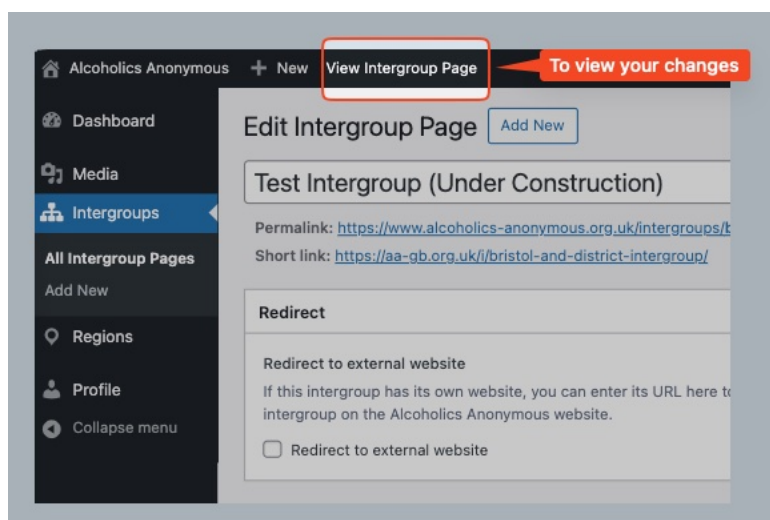 Alcoholics Anonymous + New View Intergroup Page To view your changes
Dashboard
Media
Intergroups
All Intergroup Pages
Add New
Regions
Profile
Collapse menu
Edit Intergroup Page Add New
Test Intergroup (Under Construction)
Permalink: https://www.alcoholics-anonymous.org.uk/intergroups/b
Short link: https://aa-gb.org.uk/i/bristol-and-district-intergroup/
Redirect
Redirect to external website
If this intergroup has its own website, you can enter its URL here to
intergroup on the Alcoholics Anonymous website.
Redirect to external website